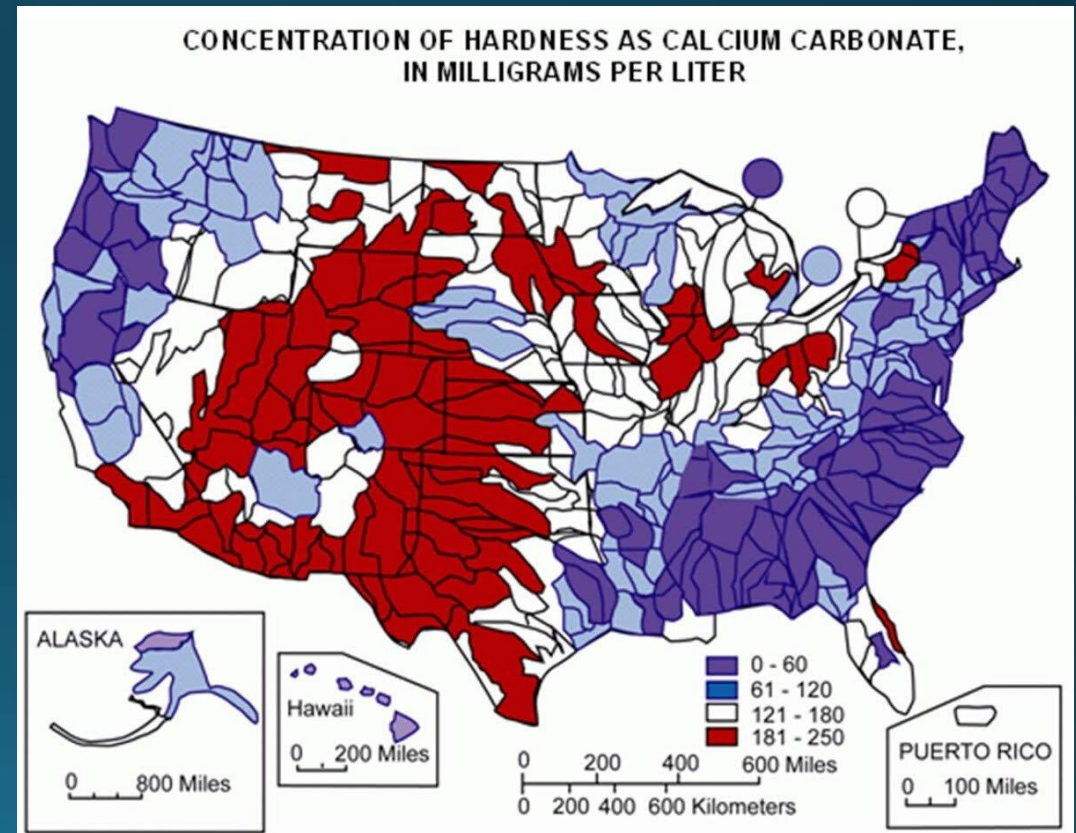 CONCENTRATION OF HARDNESS AS CALCIUM CARBONATE,
IN MILLIGRAMS PER LITER
ALASKA
0 800 Miles
Hawaii
0 200 Miles
0 - 60
61 - 120
121 - 180
181 - 250
0 200 400 600 Miles
0 200 400 600 Kilometers
PUERTO RICO
0 100 Miles